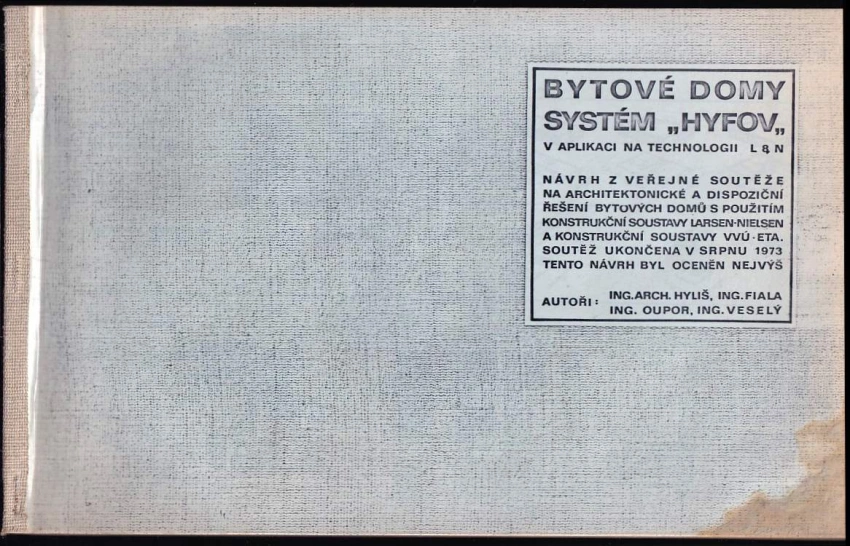 BYTOVÉ DOMY
SYSTÉM „HYFOV„
V APLIKACI NA TECHNOLOGII L & N
NÁVRH Z VEŘEJNÉ SOUTĚŽE
NA ARCHITEKTONICKÉ A DISPOZIČNÍ
ŘEŠENÍ BYTOVÝCH DOMŮ S POUŽITÍM
KONSTRUKČNÍ SOUSTAVY LARSEN-NIELSEN
A KONSTRUKČNÍ SOUSTAVY VVÚ-ETA.
SOUTĚŽ UKONČENA V SRPNU 1973
TENTO NÁVRH BYL OCENĚN NEJVÝŠ
AUTOŘI: ING.ARCH. HYLIŠ, ING.FIALA
ING. OUPOR, ING.VESELÝ